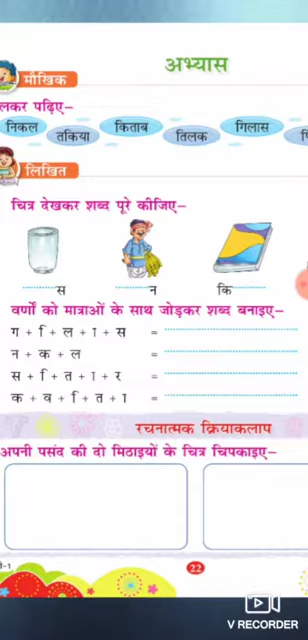 अभ्यास
मौखिक
लकर पढ़िए-
निकल तकिया किताब तिलक गिलास
लिखित
चित्र देखकर शब्द पूरे कीजिए-
............स ............न कि............
वर्णों को मात्राओं के साथ जोड़कर शब्द बनाइए-
ग + ि + ल + ा + स = ............
न + क + ल = ............
स + ि + त + ा + र = ............
क + व + ि + त + ा = ............
रचनात्मक क्रियाकलाप
अपनी पसंद की दो मिठाइयों के चित्र चिपकाइए-
-1
22
V RECORDER